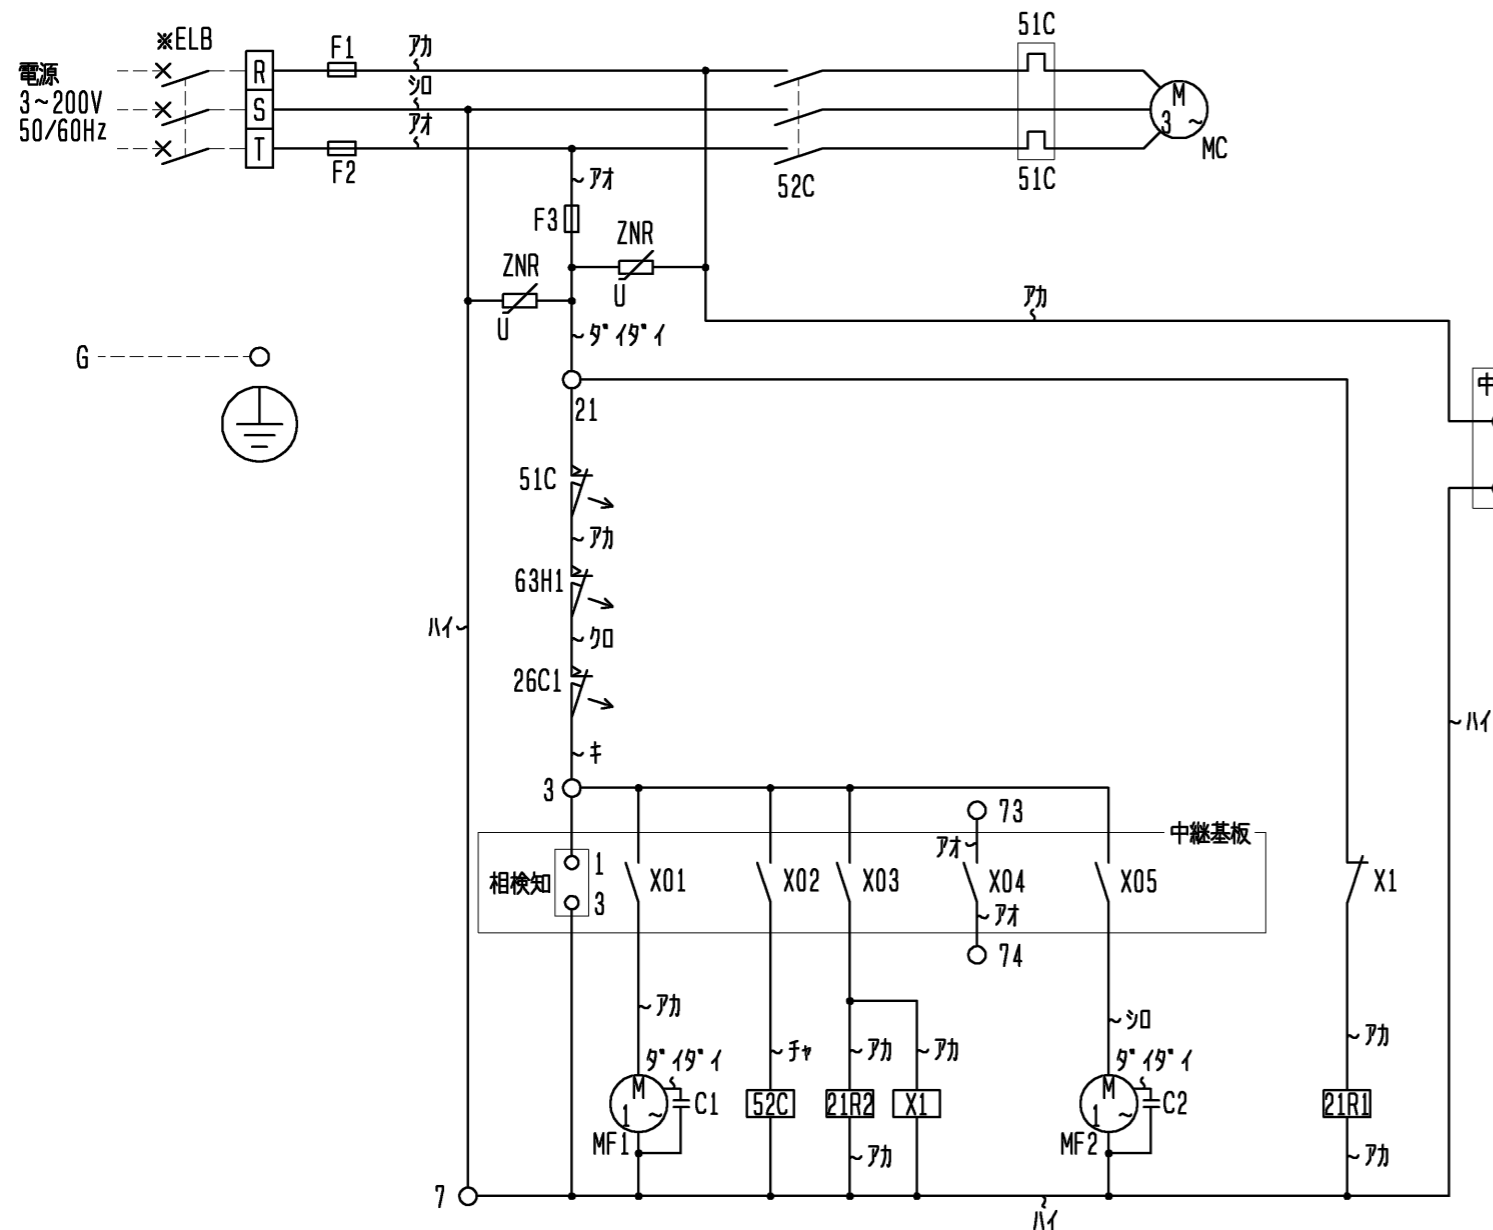 ※ELB
電源
3~200V
50/60Hz
R
S
T
F1
F2
アカ
シロ
アオ
51C
51C
52C
M
3~
MC
アオ
F3
ZNR
U
ZNR
U
ダイダイ
アカ
G
21
中
51C
アカ
63H1
クロ
26C1
キ
ハイ
ハイ
3
73
中継基板
アオ
相検知
1
3
X01
X02
X03
X04
X05
X1
アオ
74
アカ
シロ
アカ
ダイダイ
チャ
アカ
アカ
ダイダイ
M
1~
C1
52C
21R2
X1
M
1~
C2
21R1
MF1
アカ
MF2
アカ
7
ハイ